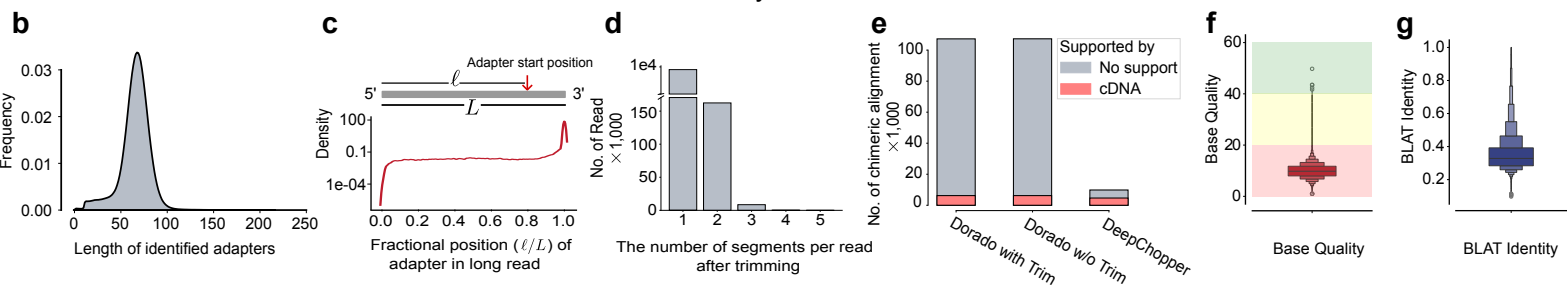 b
Frequency
0.03
0.02
0.01
0.00
0
50
100
150
200
250
Length of identified adapters
c
Adapter start position
ℓ
5'
3'
L
Density
100
0.1
1e-04
0.0
0.2
0.4
0.6
0.8
1.0
Fractional position (ℓ/L) of
adapter in long read
d
1e4
No. of Read
×1,000
150
100
50
0
1
2
3
4
5
The number of segments per read
after trimming
e
No. of chimeric alignment
×1,000
100
80
60
40
20
0
Supported by
No support
cDNA
Dorado with Trim
Dorado w/o Trim
DeepChopper
f
Base Quality
60
40
20
0
Base Quality
g
BLAT Identity
1.0
0.8
0.6
0.4
0.2
BLAT Identity